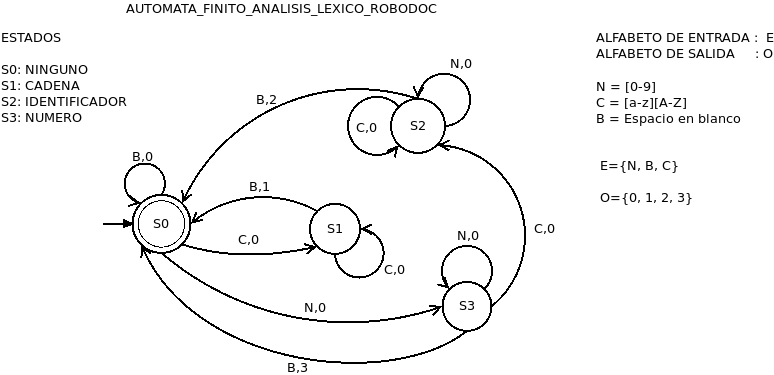 AUTOMATA_FINITO_ANALISIS_LEXICO_ROBODOC
ESTADOS
S0: NINGUNO
S1: CADENA
S2: IDENTIFICADOR
S3: NUMERO
ALFABETO DE ENTRADA : E
ALFABETO DE SALIDA : O
N = [0-9]
C = [a-z][A-Z]
B = Espacio en blanco
E={N, B, C}
O={0, 1, 2, 3}
N,0
B,2
C,0
S2
B,0
B,1
S0
S1
C,0
C,0
N,0
C,0
N,0
S3
B,3